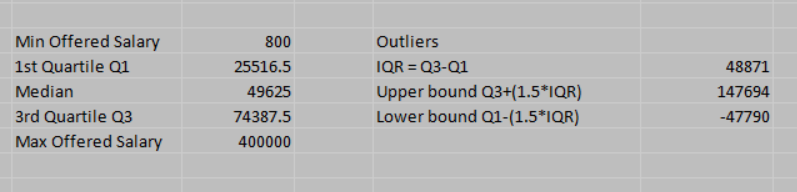 Min Offered Salary 800 Outliers
1st Quartile Q1 25516.5 IQR = Q3-Q1 48871
Median 49625 Upper bound Q3+(1.5*IQR) 147694
3rd Quartile Q3 74387.5 Lower bound Q1-(1.5*IQR) -47790
Max Offered Salary 400000